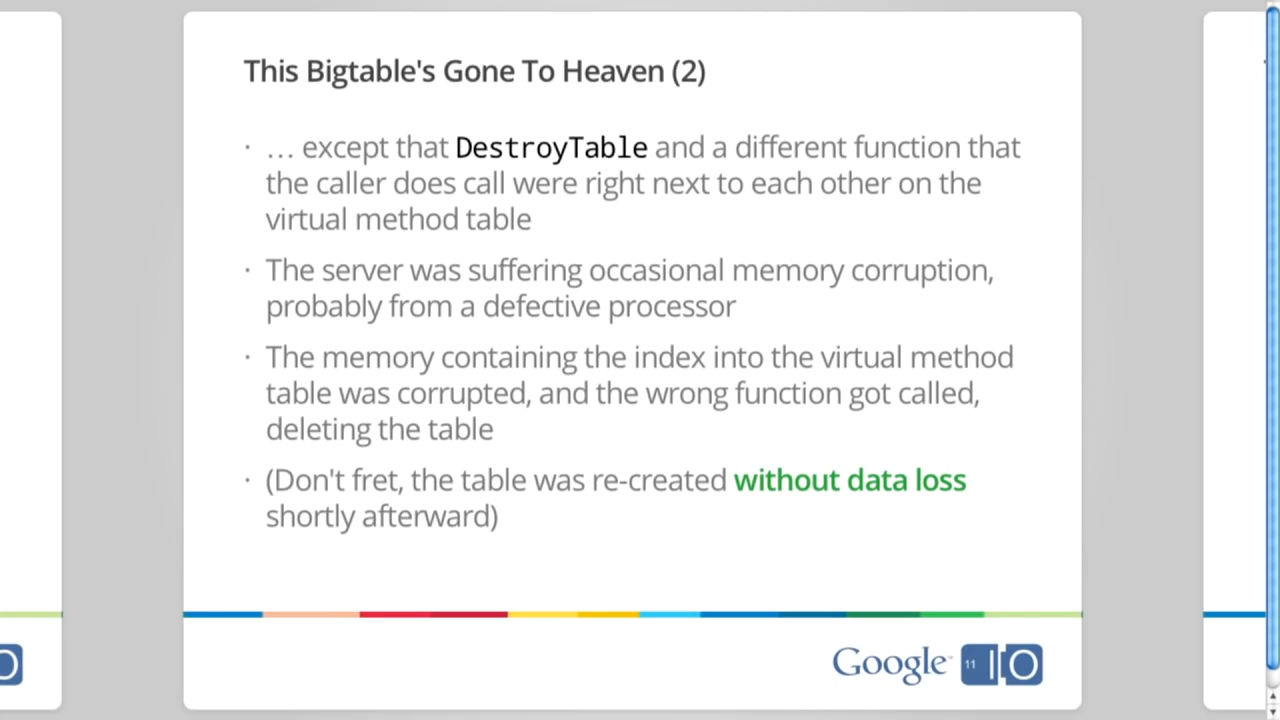 This Bigtable's Gone To Heaven (2)
· … except that DestroyTable and a different function that
the caller does call were right next to each other on the
virtual method table
· The server was suffering occasional memory corruption,
probably from a defective processor
· The memory containing the index into the virtual method
table was corrupted, and the wrong function got called,
deleting the table
· (Don't fret, the table was re-created without data loss
shortly afterward)
Google™ 11 IO
O